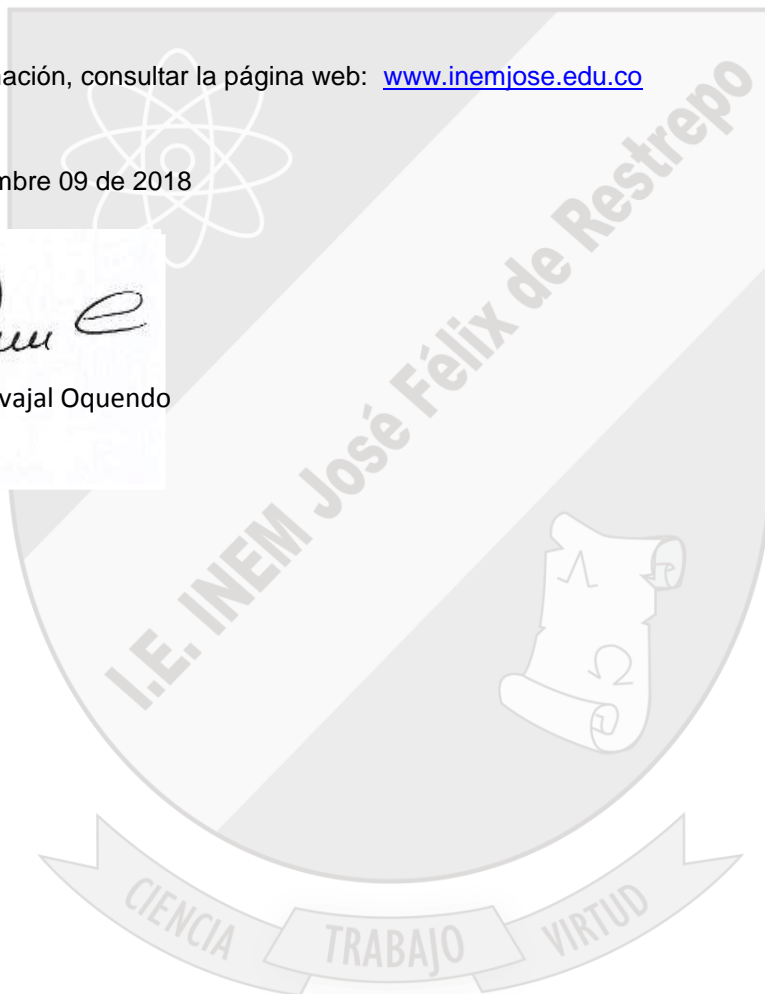 nación, consultar la página web: www.inemjose.edu.co
mbre 09 de 2018
vajal Oquendo
I.E. INEM José Félix de Restrepo
CIENCIA TRABAJO VIRTUD